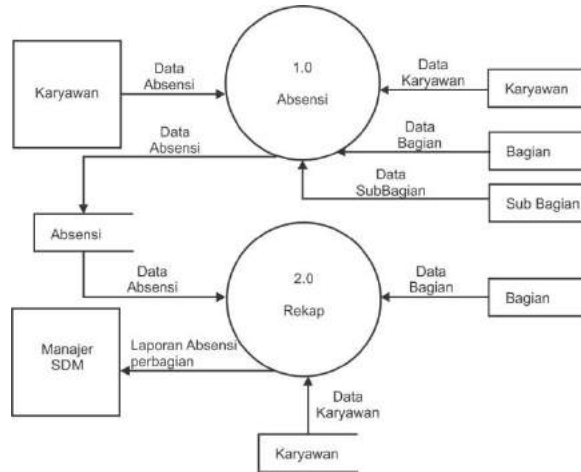 Karyawan
Data
Absensi
1.0
Absensi
Data
Karyawan
Karyawan
Data
Absensi
Data
Bagian
Bagian
Data
SubBagian
Sub Bagian
Absensi
Data
Absensi
2.0
Rekap
Data
Bagian
Bagian
Manajer
SDM
Laporan Absensi
perbagian
Data
Karyawan
Karyawan